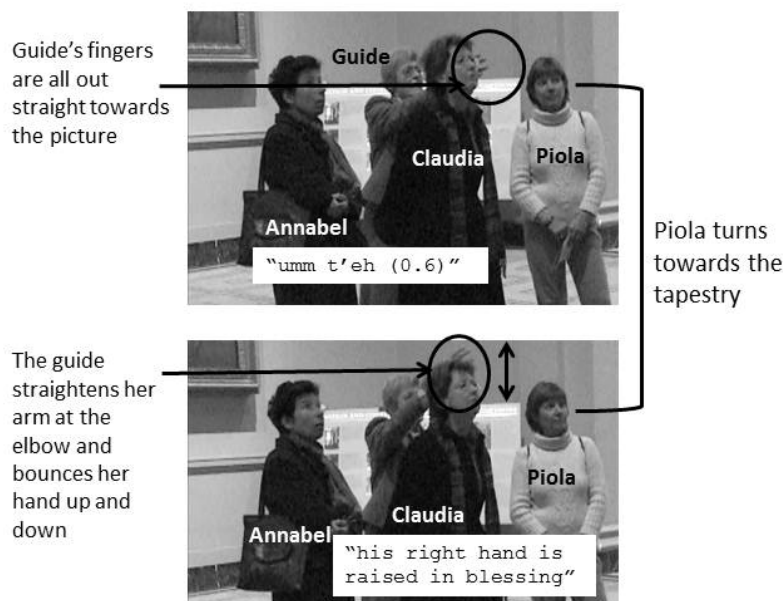 Guide's fingers
are all out
straight towards
the picture
Guide
Claudia
Piola
Annabel
"umm t'eh (0.6)"
Piola turns
towards the
tapestry
The guide
straightens her
arm at the
elbow and
bounces her
hand up and
down
Piola
Claudia
Annabel
"his right hand is
raised in blessing"